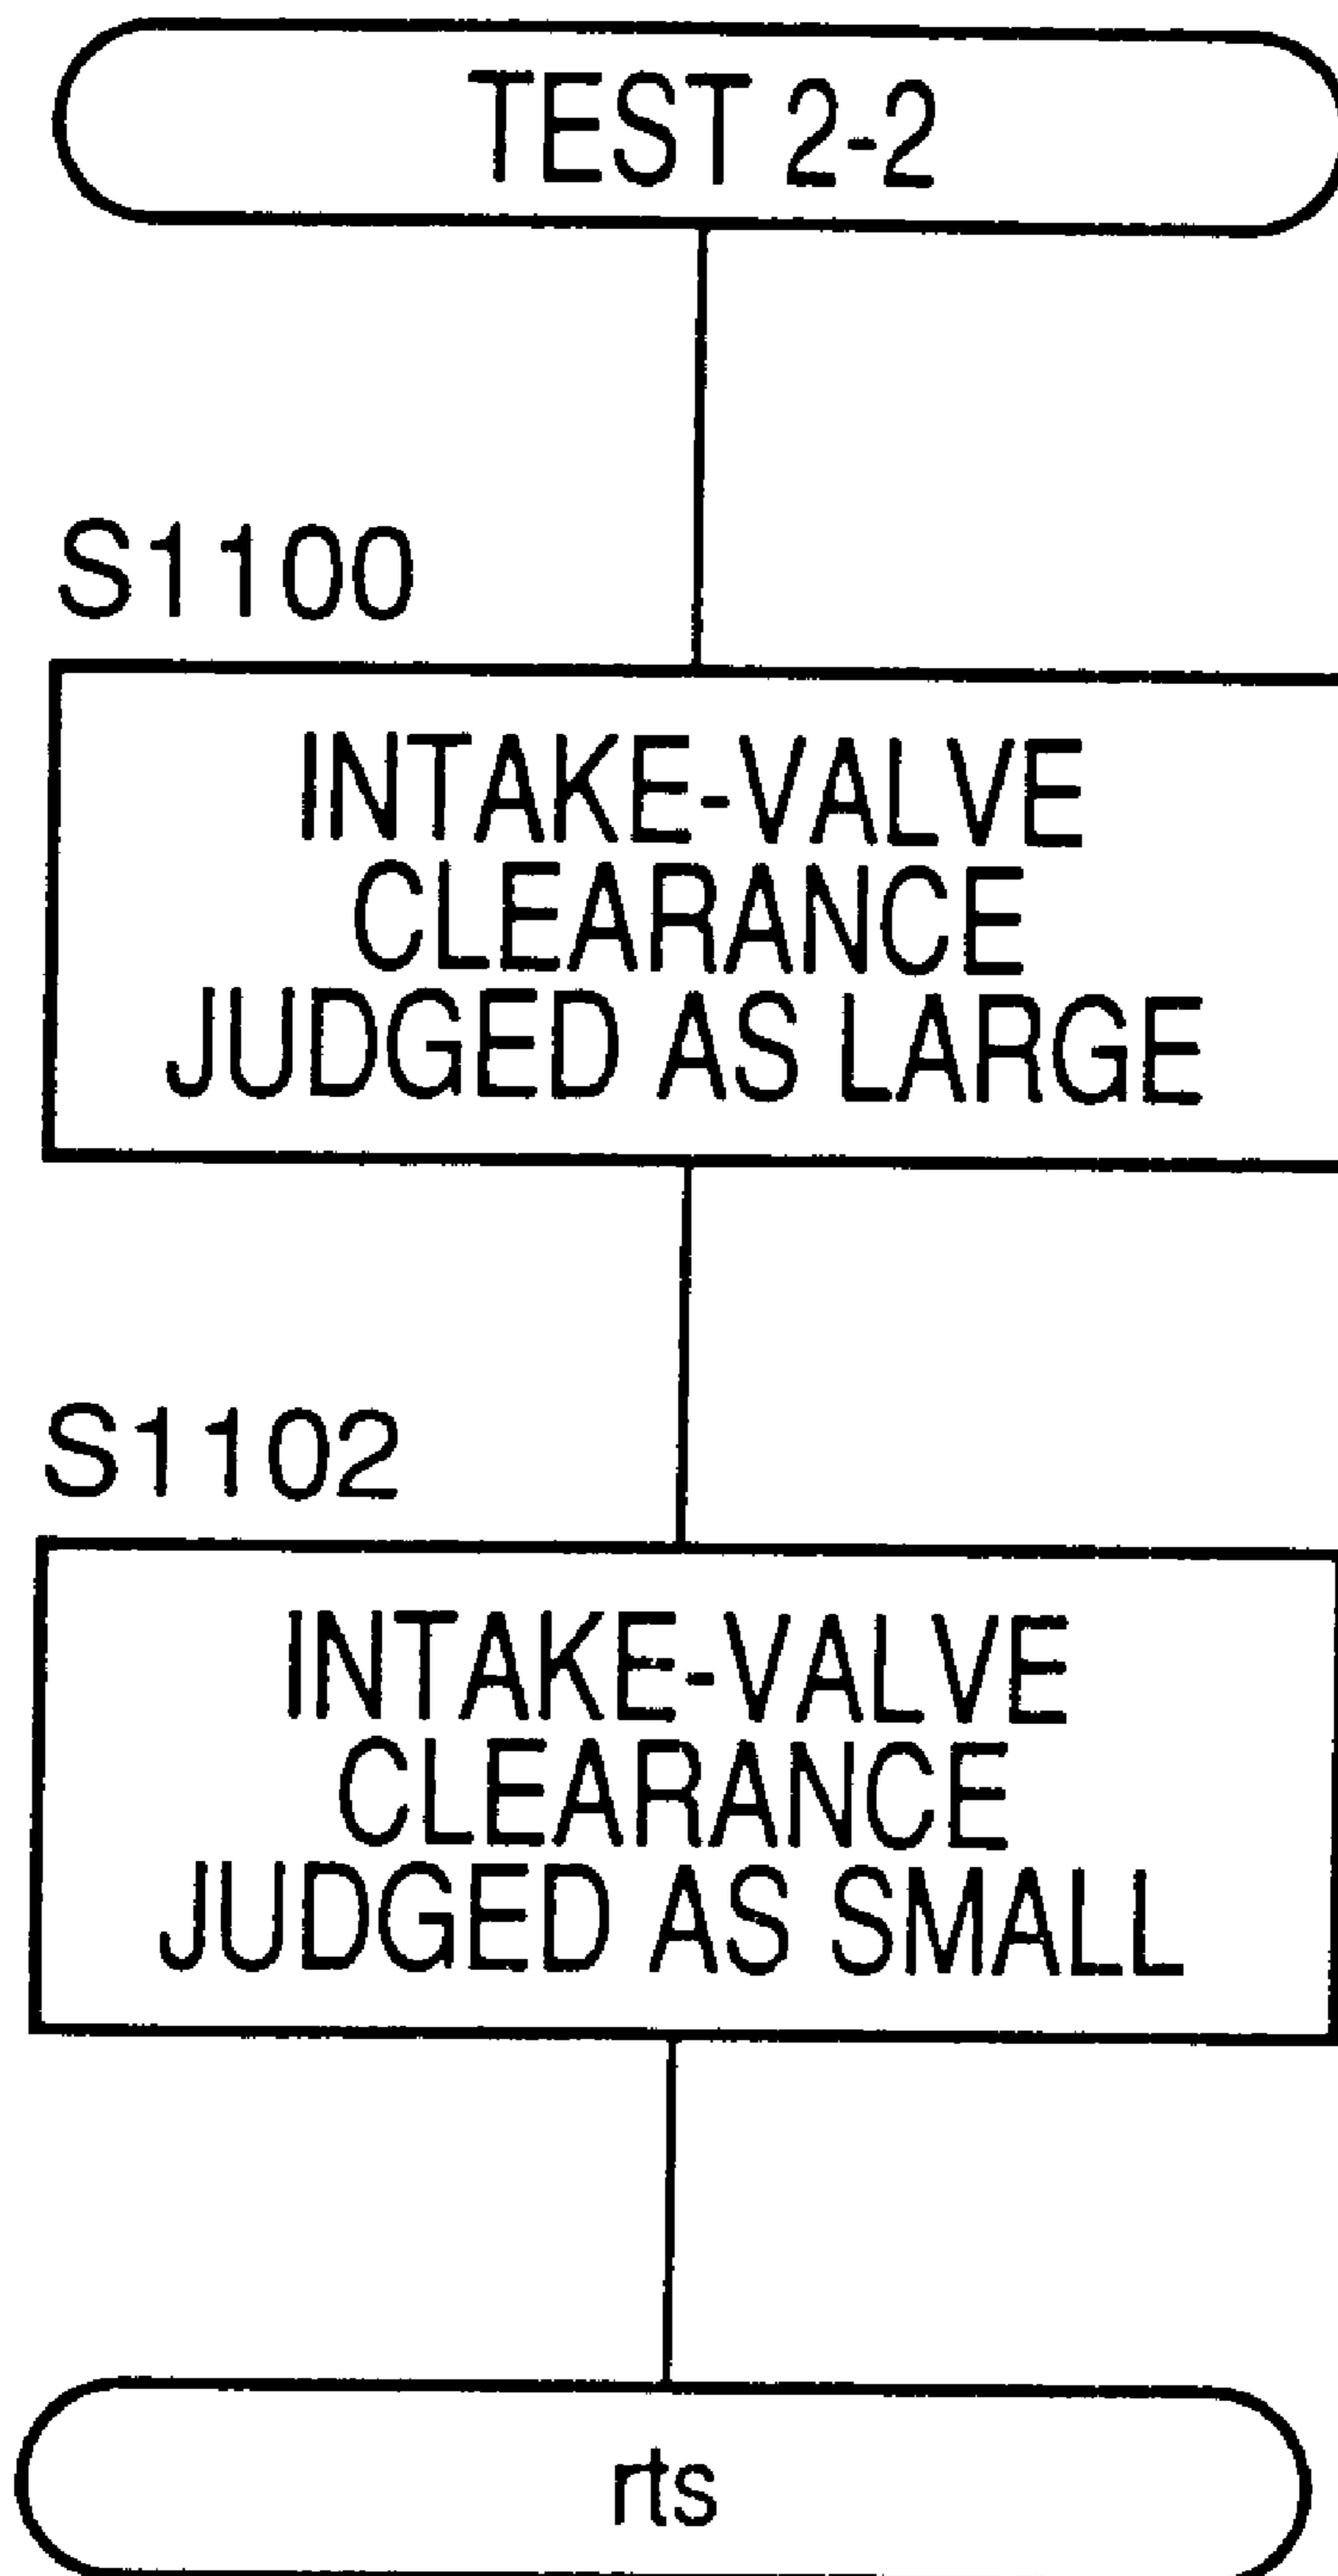 TEST 2-2
S1100
INTAKE-VALVE
CLEARANCE
JUDGED AS LARGE
S1102
INTAKE-VALVE
CLEARANCE
JUDGED AS SMALL
rts